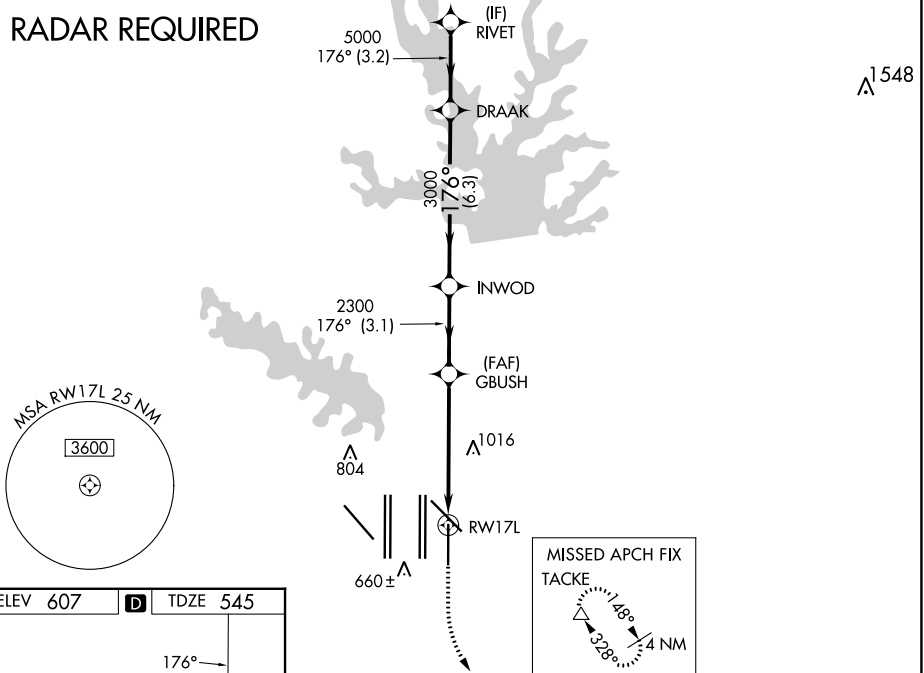 RADAR REQUIRED
(IF)
RIVET
5000
176° (3.2)
1548
DRAAK
3000
176°
(6.3)
INWOD
2300
176° (3.1)
(FAF)
GBUSH
MSA RW17L 25 NM
3600
1016
804
RW17L
660±
MISSED APCH FIX
TACKE
148°
328°
4 NM
ELEV 607
D
TDZE 545
176°